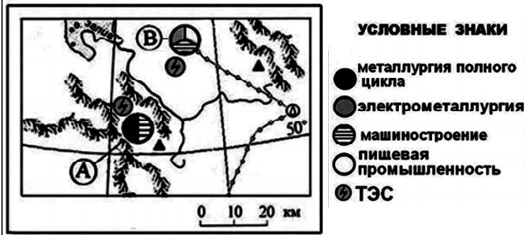 В
50°
А
0 10 20 км
УСЛОВНЫЕ ЗНАКИ
металлургия полного
цикла
электрометаллургия
машиностроение
пищевая
промышленность
ТЭС